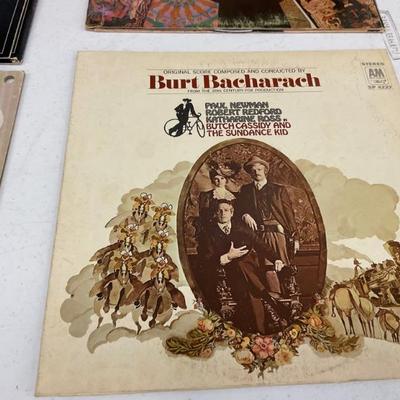 ORIGINAL SCORE COMPOSED AND CONDUCTED BY
Burt Bacharach
FROM THE 20th CENTURY-FOX PRODUCTION
PAUL NEWMAN
ROBERT REDFORD
KATHARINE ROSS in
BUTCH CASSIDY AND
THE SUNDANCE KID
STEREO
A&M
SP 4227